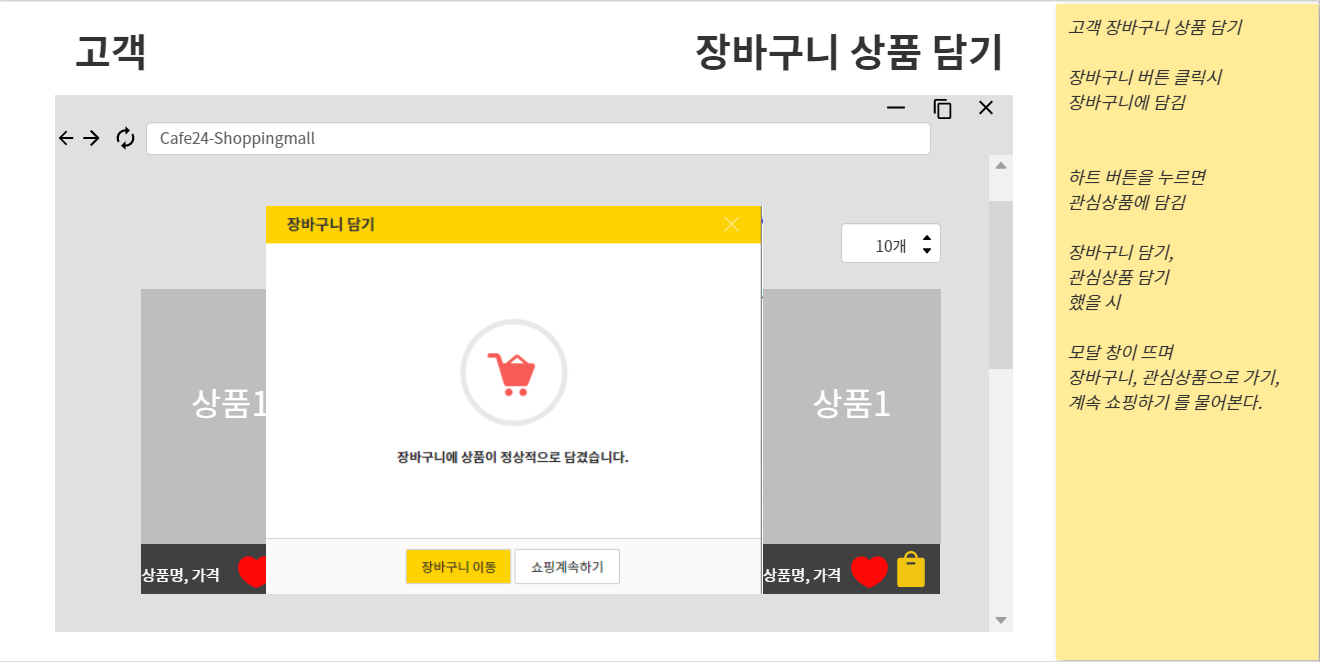 고객
장바구니 상품 담기
Cafe24-Shoppingmall
장바구니 담기
10개
상품1
상품1
장바구니에 상품이 정상적으로 담겼습니다.
장바구니 이동
쇼핑계속하기
상품명, 가격
상품명, 가격
고객 장바구니 상품 담기
장바구니 버튼 클릭시
장바구니에 담김
하트 버튼을 누르면
관심상품에 담김
장바구니 담기,
관심상품 담기
했을 시
모달 창이 뜨며
장바구니, 관심상품으로 가기,
계속 쇼핑하기 를 물어본다.